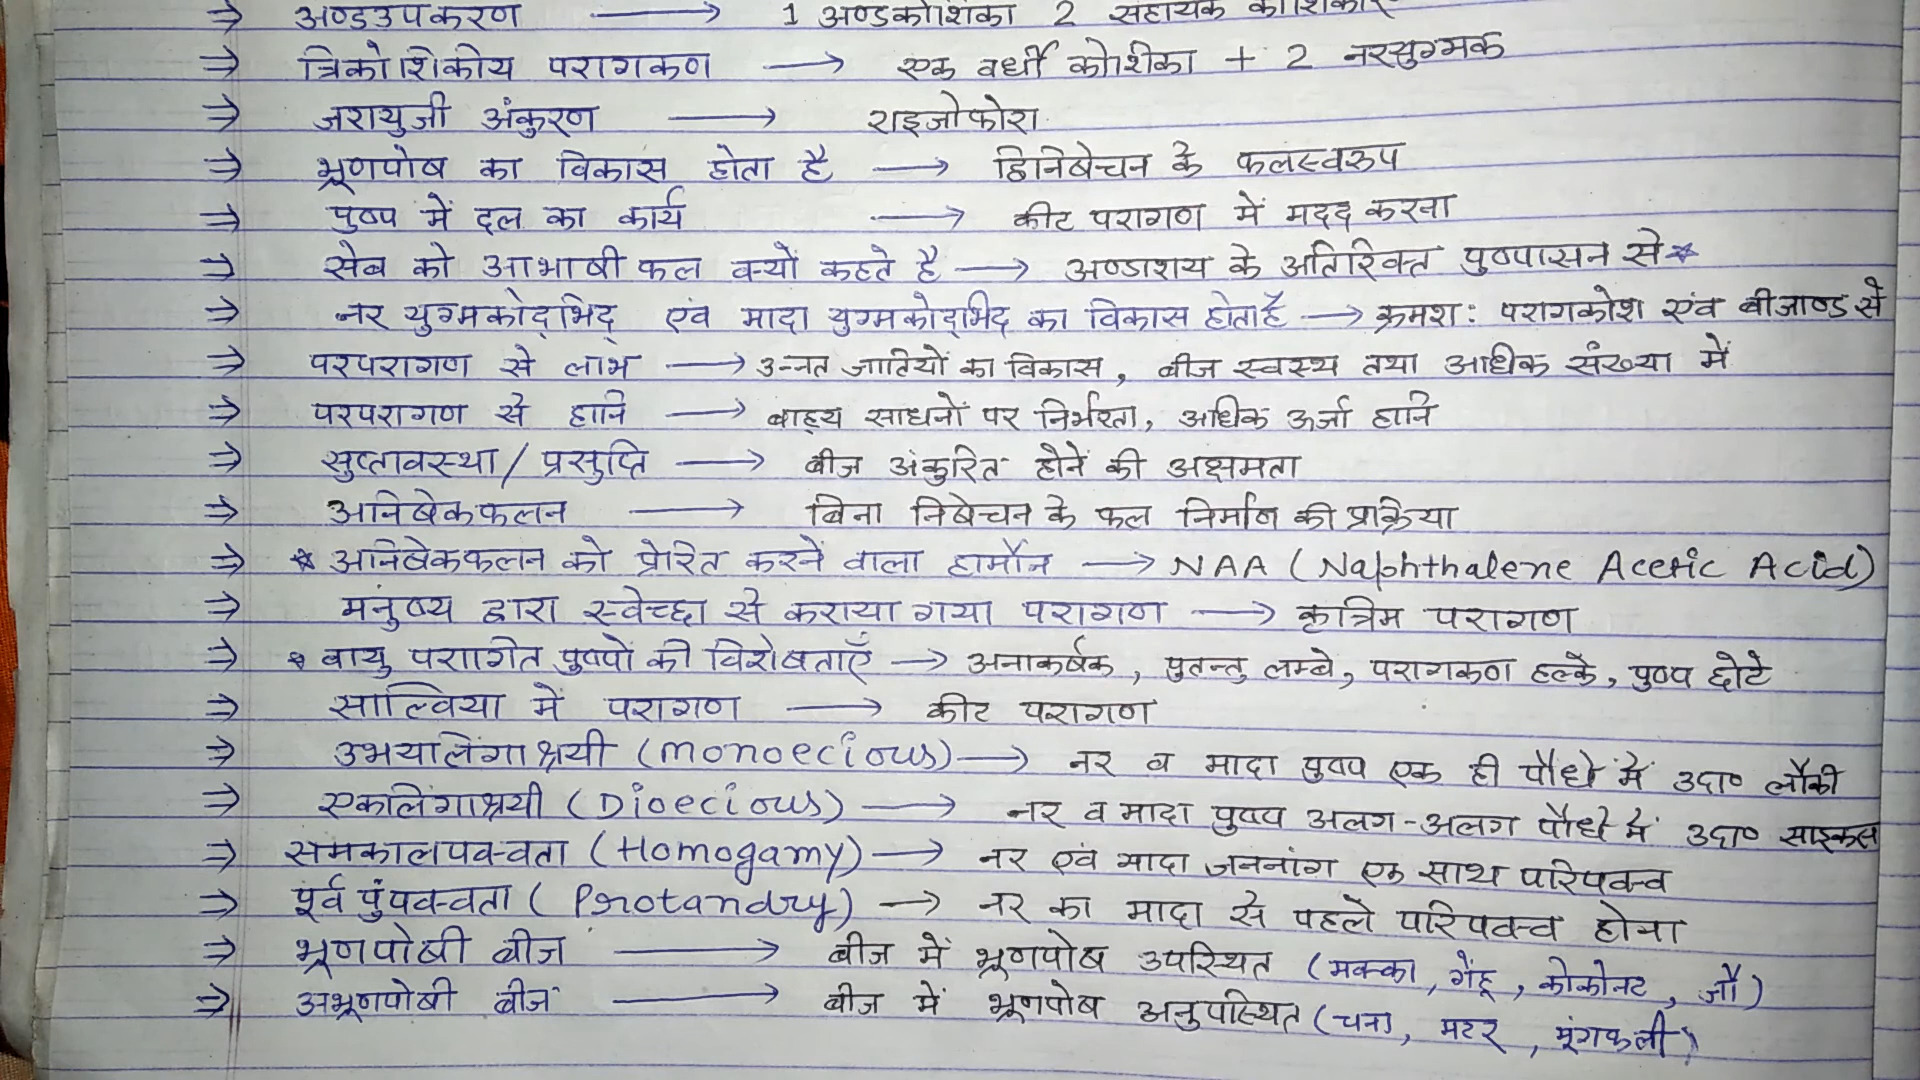 ⇒ अण्डउपकरण ⟶ 1 अण्डकोशिका 2 सहायक कोशिकाएं
⇒ त्रिकोशिकीय परागकण ⟶ एक वर्धी कोशिका + 2 नरयुग्मक
⇒ जरायुजी अंकुरण ⟶ राइजोफोरा
⇒ भ्रूणपोष का विकास होता है ⟶ द्विनिषेचन के फलस्वरूप
⇒ पुष्प में दल का कार्य ⟶ कीट परागण में मदद करना
⇒ सेब को आभाषी फल क्यों कहते है ⟶ अण्डाशय के अतिरिक्त पुष्पासन से *
⇒ नर युग्मकोद्भिद् एवं मादा युग्मकोद्भिद का विकास होता है ⟶ क्रमश: परागकोश एंव बीजाण्ड से
⇒ परपरागण से लाभ ⟶ उन्नत जातियों का विकास, बीज स्वस्थ तथा अधिक संख्या में
⇒ परपरागण से हानि ⟶ बाह्य साधनों पर निर्भरता, अधिक ऊर्जा हानि
⇒ सुप्तावस्था/प्रसुप्ति ⟶ बीज अंकुरित होने की अक्षमता
⇒ अनिषेकफलन ⟶ बिना निषेचन के फल निर्माण की प्रक्रिया
⇒ * अनिषेकफलन को प्रेरित करने वाला हार्मोन ⟶ NAA (Naphthalene Acetic Acid)
⇒ मनुष्य द्वारा स्वेच्छा से कराया गया परागण ⟶ कृत्रिम परागण
⇒ * वायु परागित पुष्पों की विशेषताएँ ⟶ अनाकर्षक, पुतन्तु लम्बे, परागकण हल्के, पुष्प छोटे
⇒ साल्विया में परागण ⟶ कीट परागण
⇒ उभयलिंगाश्रयी (monoecious) ⟶ नर व मादा पुष्प एक ही पौधे में उदा० लौकी
⇒ एकलिंगाश्रयी (Dioecious) ⟶ नर व मादा पुष्प अलग-अलग पौधे में उदा० साइकस
⇒ समकालपक्वता (Homogamy) ⟶ नर एवं मादा जननांग एक साथ परिपक्व
⇒ पूर्व पुंपक्वता (Protandry) ⟶ नर का मादा से पहले परिपक्व होना
⇒ भ्रूणपोषी बीज ⟶ बीज में भ्रूणपोष उपस्थित (मक्का, गेंहू, कोकोनट, जौ)
⇒ अभ्रूणपोषी बीज ⟶ बीज में भ्रूणपोष अनुपस्थित (चना, मटर, मूंगफली)